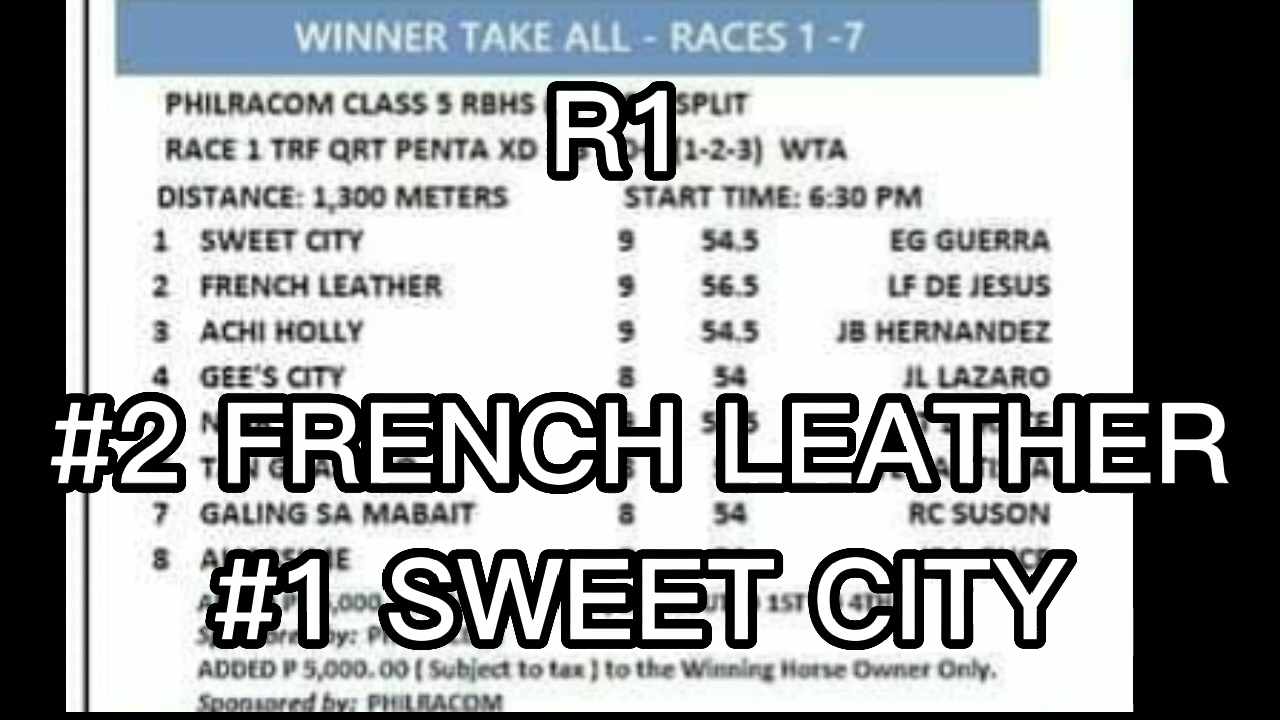 WINNER TAKE ALL - RACES 1 -7
PHILRACOM CLASS 5 RBHS SPLIT
R1
RACE 1 TRF QRT PENTA XD (1-2-3) WTA
DISTANCE: 1,300 METERS START TIME: 6:30 PM
1 SWEET CITY 9 54.5 EG GUERRA
2 FRENCH LEATHER 9 56.5 LF DE JESUS
3 ACHI HOLLY 9 54.5 JB HERNANDEZ
4 GEE'S CITY 8 54 JL LAZARO
#2 FRENCH LEATHER
7 GALING SA MABAIT 8 54 RC SUSON
8
#1 SWEET CITY
ADDED P 5,000.00 ( Subject to tax ) to the Winning Horse Owner Only.
Sponsored by: PHILRACOM